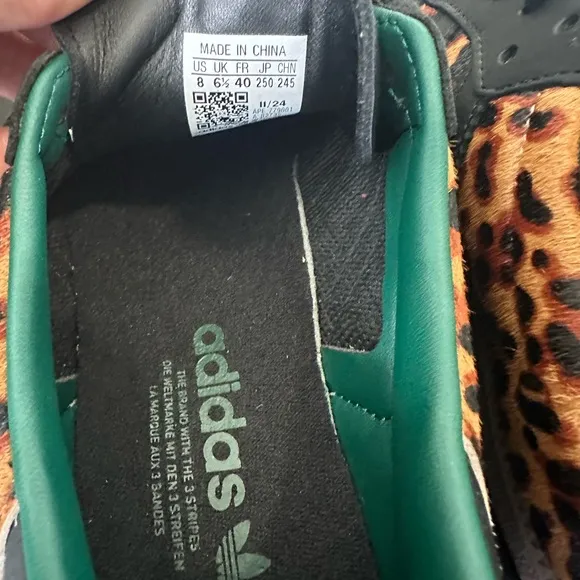 MADE IN CHINA
US UK FR JP CHN
8 6½ 40 250 245
11/24
adidas
THE BRAND WITH THE 3 STRIPES
DIE WELTMARKE MIT DEN 3 STREIFEN
LA MARQUE AUX 3 BANDES